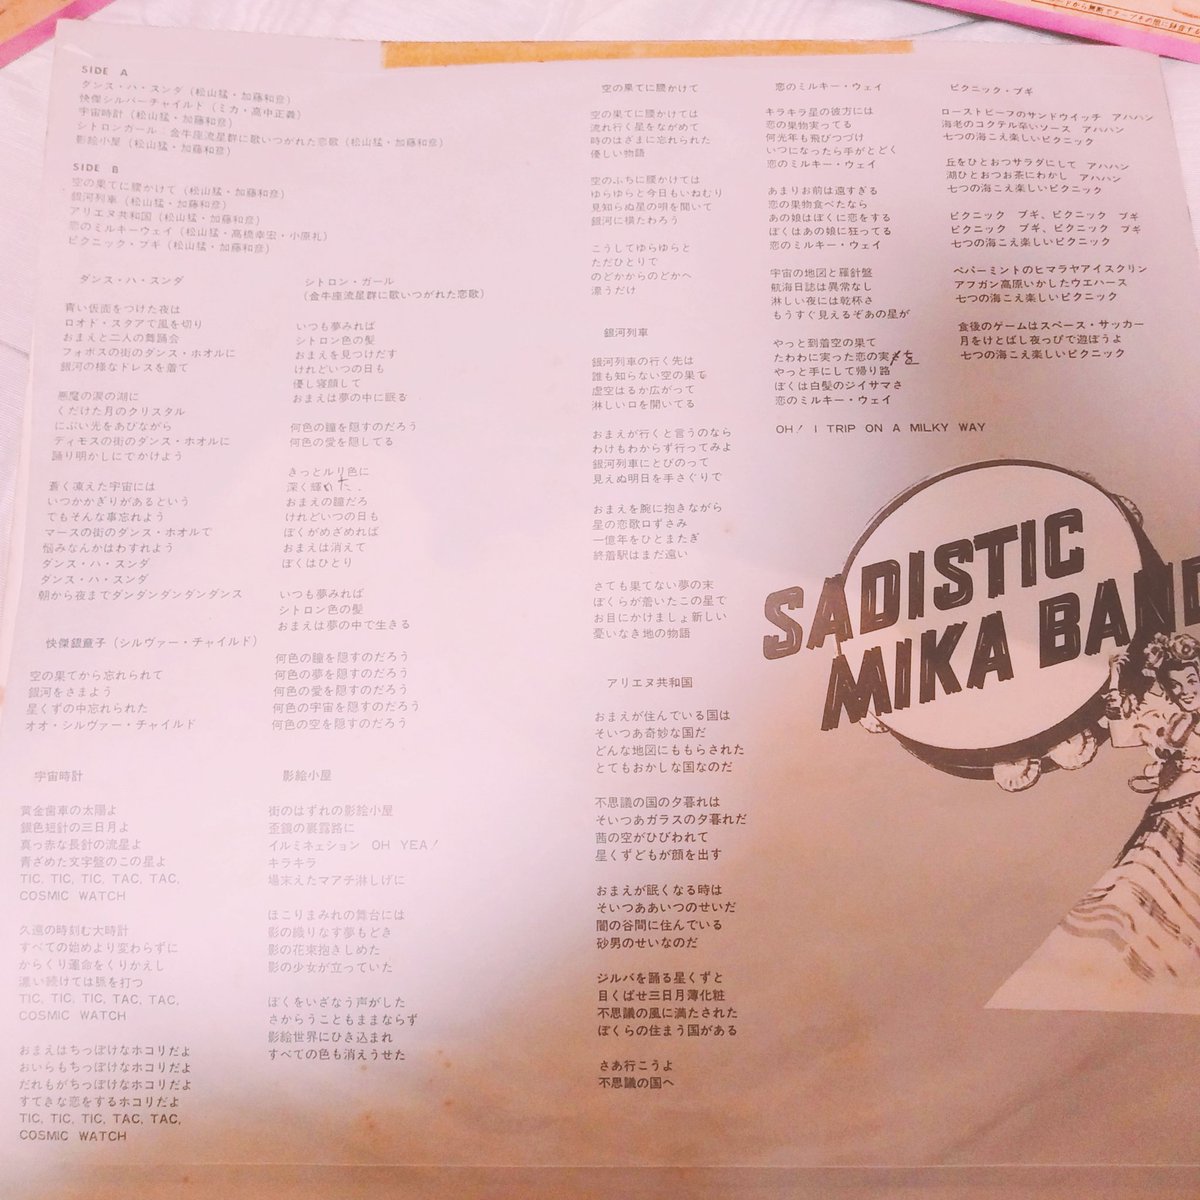 SIDE A
ダンス・ハ・スンダ（松山猛・加藤和彦）
快傑シルバーチャイルド（ミカ・高中正義）
宇宙時計（松山猛・加藤和彦）
シトロンガール－金牛座流星群に歌いつがれた恋歌（松山猛・加藤和彦）
影絵小屋（松山猛・加藤和彦）
SIDE B
空の果てに腰かけて（松山猛・加藤和彦）
銀河列車（松山猛・加藤和彦）
アリエヌ共和国（松山猛・加藤和彦）
恋のミルキーウェイ（松山猛・高橋幸宏・小原礼）
ピクニック・ブギ（松山猛・加藤和彦）
ダンス・ハ・スンダ
青い仮面をつけた夜は
ロオド・スタアで風を切り
おまえと二人の舞踊会
フォボスの街のダンス・ホオルに
銀河の様なドレスを着て
悪魔の涙の湖に
くだけた月のクリスタル
にぶい光をあびながら
ディモスの街のダンス・ホオルに
踊り明かしにでかけよう
蒼く凍えた宇宙には
いつかかぎりがあるという
でもそんな事忘れよう
マースの街のダンス・ホオルで
悩みなんかはわすれよう
ダンス・ハ・スンダ
ダンス・ハ・スンダ
朝から夜までダンダンダンダンダンス
快傑銀童子（シルヴァー・チャイルド）
空の果てから忘れられて
銀河をさまよう
星くずの中忘れられた
オオ・シルヴァー・チャイルド
宇宙時計
黄金歯車の太陽よ
銀色短針の三日月よ
真っ赤な長針の流星よ
青ざめた文字盤のこの星よ
TIC, TIC, TIC, TAC, TAC,
COSMIC WATCH
久遠の時刻む大時計
すべての始めより変わらずに
からくり運命をくりかえし
漂い続けては脈を打つ
TIC, TIC, TIC, TAC, TAC,
COSMIC WATCH
おまえはちっぽけなホコリだよ
おいらもちっぽけなホコリだよ
だれもがちっぽけなホコリだよ
すてきな恋をするホコリだよ
TIC, TIC, TIC, TAC, TAC,
COSMIC WATCH
シトロン・ガール
（金牛座流星群に歌いつがれた恋歌）
いつも夢みれば
シトロン色の髪
おまえを見つけだす
けれどいつの日も
優し寝顔して
おまえは夢の中に眠る
何色の瞳を隠すのだろう
何色の愛を隠してる
きっとルリ色に
深く輝いた
おまえの瞳だろ
けれどいつの日も
ぼくがめざめれば
おまえは消えて
ぼくはひとり
いつも夢みれば
シトロン色の髪
おまえは夢の中で生きる
何色の瞳を隠すのだろう
何色の夢を隠すのだろう
何色の愛を隠すのだろう
何色の宇宙を隠すのだろう
何色の空を隠すのだろう
影絵小屋
街のはずれの影絵小屋
歪鏡の裏露路に
イルミネェション OH YEA!
キラキラ
場末えたマアチ淋しげに
ほこりまみれの舞台には
影の織りなす夢もどき
影の花束抱きしめた
影の少女が立っていた
ぼくをいざなう声がした
さからうこともままならず
影絵世界にひき込まれ
すべての色も消えうせた
空の果てに腰かけて
空の果てに腰かけては
流れ行く星をながめて
時のはざまに忘れられた
優しい物語
空のふちに腰かけては
ゆらゆらと今日もいねむり
見知らぬ星の唄を聞いて
銀河に横たわろう
こうしてゆらゆらと
ただひとりで
のどかからのどかへ
漂うだけ
銀河列車
銀河列車の行く先は
誰も知らない空の果て
虚空はるか広がって
淋しい口を開いてる
おまえが行くと言うのなら
わけもわからず行ってみよ
銀河列車にとびのって
見えぬ明日を手さぐりで
おまえを腕に抱きながら
星の恋歌口ずさみ
一億年をひとまたぎ
終着駅はまだ遠い
さても果てない夢の末
ぼくらが着いたこの星で
お目にかけましょ新しい
憂いなき地の物語
アリエヌ共和国
おまえが住んでいる国は
そいつあ奇妙な国だ
どんな地図にももらされた
とてもおかしな国なのだ
不思議の国の夕暮れは
そいつあガラスの夕暮れだ
茜の空がひびわれて
星くずどもが顔を出す
おまえが眠くなる時は
そいつああいつのせいだ
闇の谷間に住んでいる
砂男のせいなのだ
ジルバを踊る星くずと
目くばせ三日月薄化粧
不思議の風に満たされた
ぼくらの住まう国がある
さあ行こうよ
不思議の国へ
恋のミルキー・ウェイ
キラキラ星の彼方には
恋の果物実ってる
何光年も飛びつづけ
いつになったら手がとどく
恋のミルキー・ウェイ
あまりお前は遠すぎる
恋の果物食べたなら
あの娘はぼくに恋をする
ぼくはあの娘に狂ってる
恋のミルキー・ウェイ
宇宙の地図と羅針盤
航海日誌は異常なし
淋しい夜には乾杯さ
もうすぐ見えるぞあの星が
やっと到着空の果て
たわわに実った恋の実を
やっと手にして帰り路
ぼくは白髪のジイサマさ
恋のミルキー・ウェイ
OH! I TRIP ON A MILKY WAY
ピクニック・ブギ
ローストビーフのサンドウイッチ アハハン
海老のコクテル辛いソース アハハン
七つの海こえ楽しいピクニック
丘をひとおつサラダにして アハハン
湖ひとおつお茶にわかし アハハン
七つの海こえ楽しいピクニック
ピクニック ブギ、ピクニック ブギ
ピクニック ブギ、ピクニック ブギ
七つの海こえ楽しいピクニック
ペパーミントのヒマラヤアイスクリン
アフガン高原いかしたウエハース
七つの海こえ楽しいピクニック
食後のゲームはスペース・サッカー
月をけとばし夜っぴで遊ぼうよ
七つの海こえ楽しいピクニック
SADISTIC
MIKA BAND